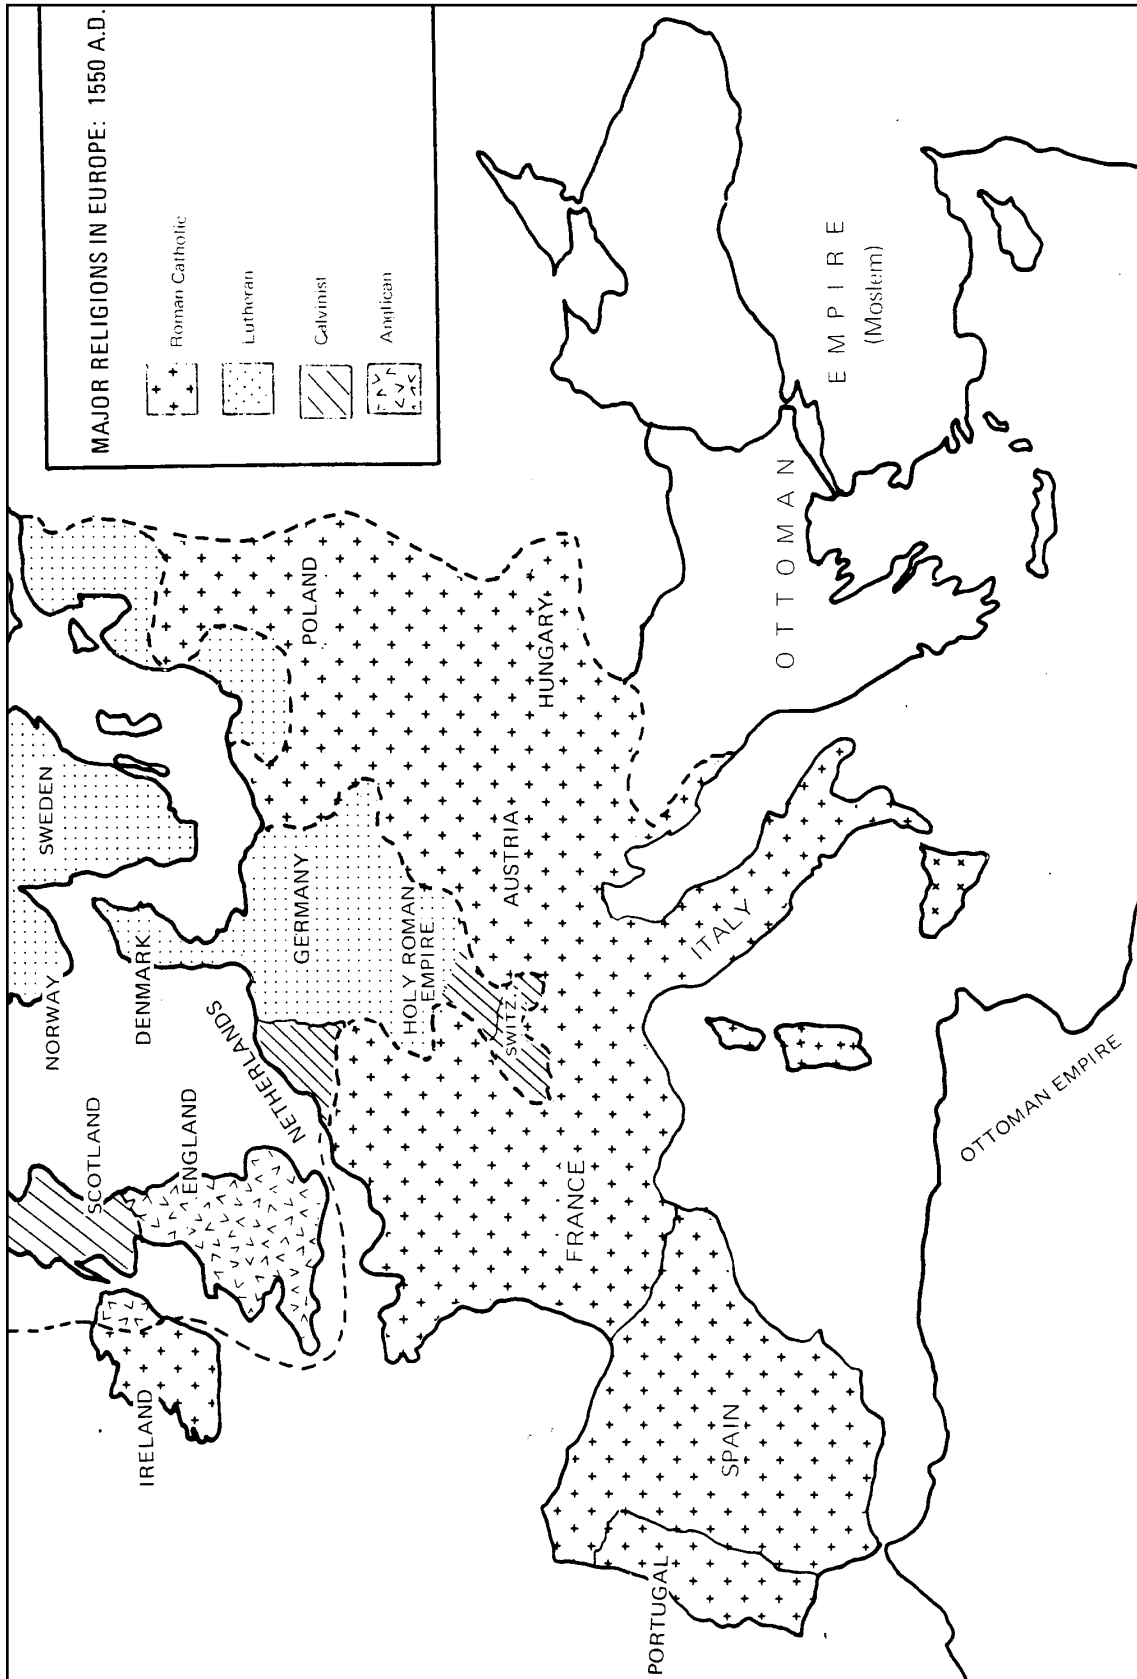 MAJOR RELIGIONS IN EUROPE: 1550 A.D.
Roman Catholic
Lutheran
Calvinist
Anglican
NORWAY
SWEDEN
DENMARK
SCOTLAND
ENGLAND
IRELAND
NETHERLANDS
GERMANY
POLAND
HOLY ROMAN
EMPIRE
SWITZ.
AUSTRIA
HUNGARY
FRANCE
ITALY
SPAIN
PORTUGAL
OTTOMAN
EMPIRE
(Moslem)
OTTOMAN EMPIRE